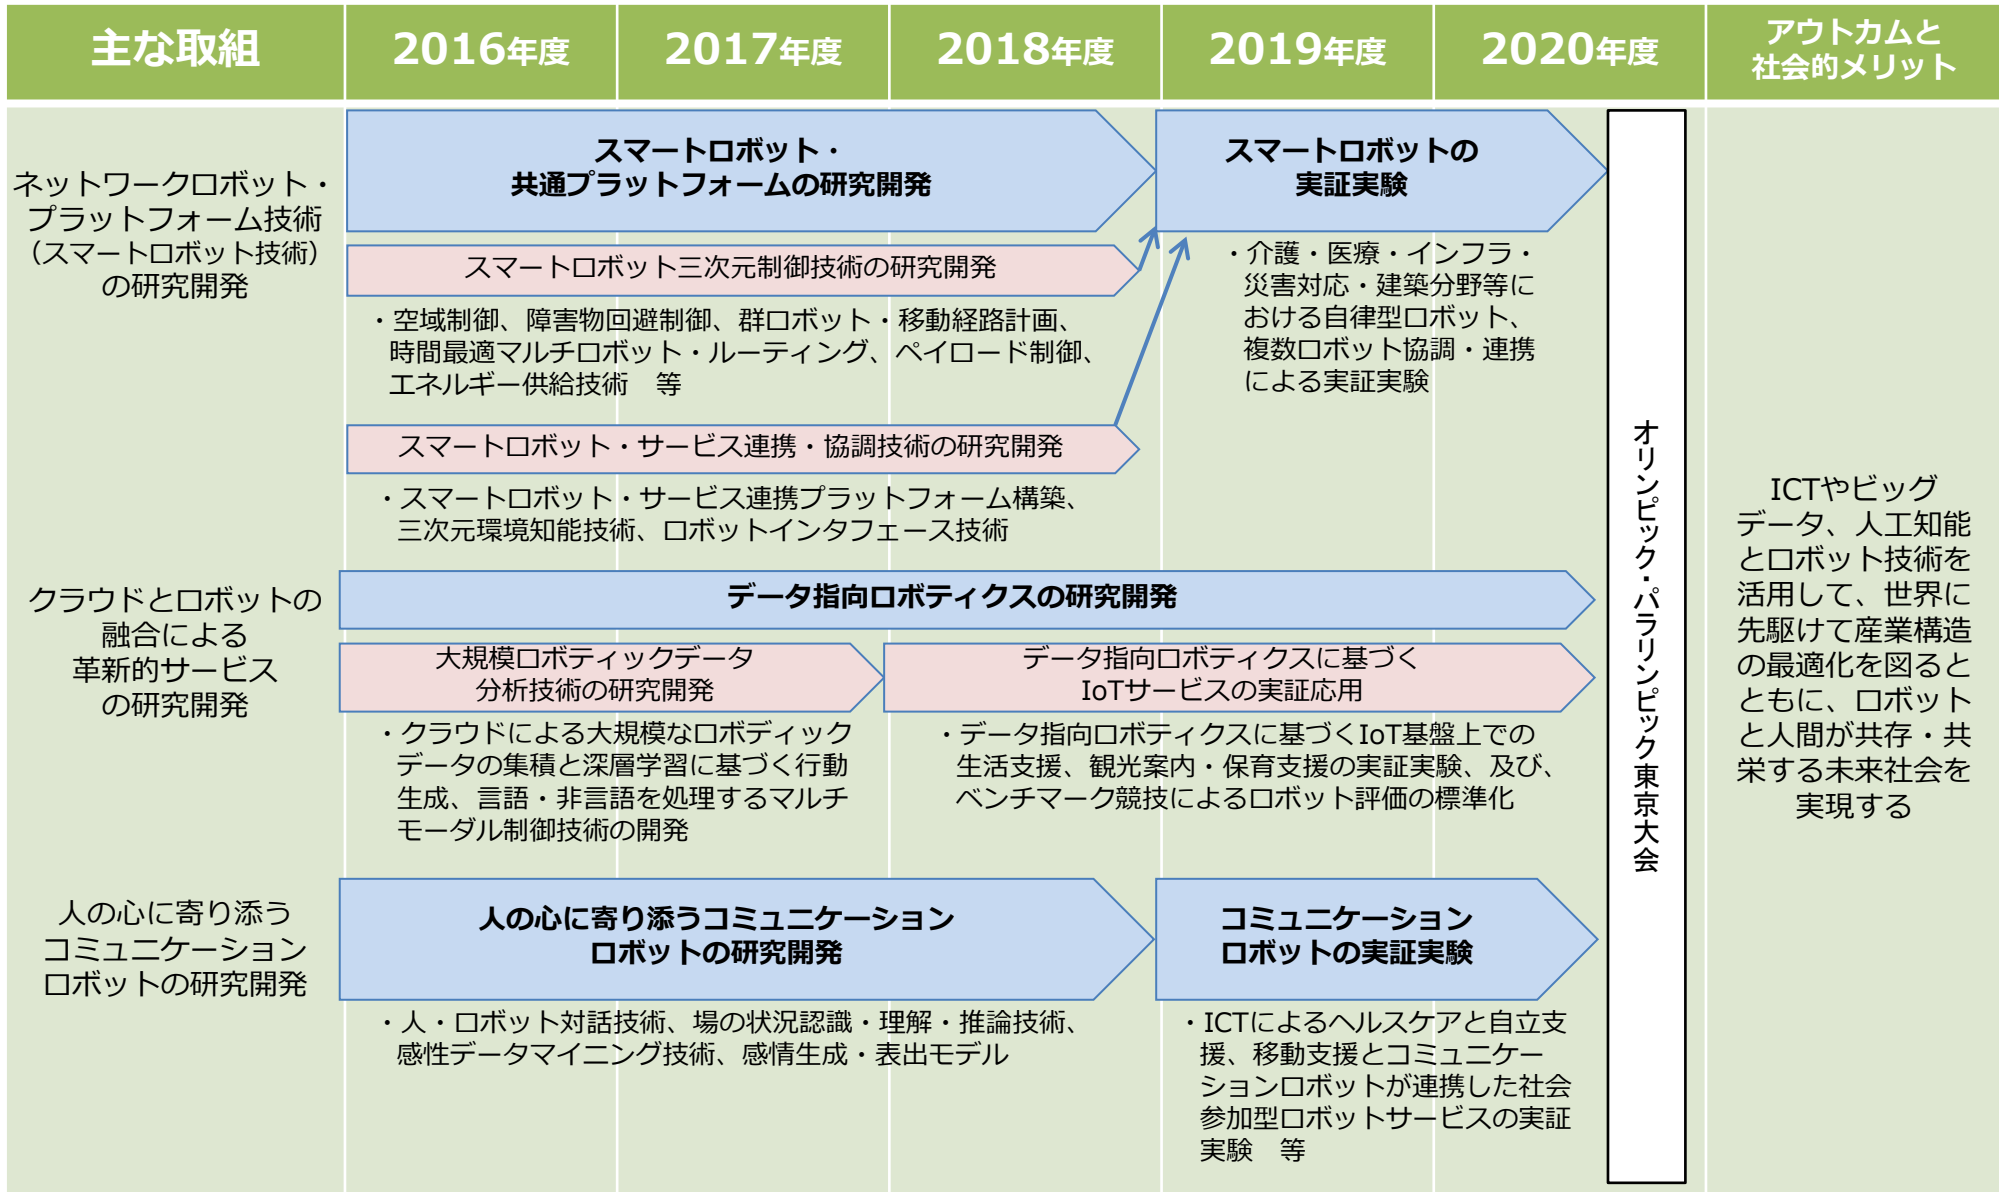 主な取組
2016年度
2017年度
2018年度
2019年度
2020年度
アウトカムと
社会的メリット
ネットワークロボット・
プラットフォーム技術
（スマートロボット技術）
の研究開発
スマートロボット・
共通プラットフォームの研究開発
スマートロボットの
実証実験
スマートロボット三次元制御技術の研究開発
・空域制御、障害物回避制御、群ロボット・移動経路計画、
時間最適マルチロボット・ルーティング、ペイロード制御、
エネルギー供給技術　等
・介護・医療・インフラ・
災害対応・建築分野等に
おける自律型ロボット、
複数ロボット協調・連携
による実証実験
スマートロボット・サービス連携・協調技術の研究開発
・スマートロボット・サービス連携プラットフォーム構築、
三次元環境知能技術、ロボットインタフェース技術
クラウドとロボットの
融合による
革新的サービス
の研究開発
データ指向ロボティクスの研究開発
大規模ロボティックデータ
分析技術の研究開発
データ指向ロボティクスに基づく
IoTサービスの実証応用
・クラウドによる大規模なロボディック
データの集積と深層学習に基づく行動
生成、言語・非言語を処理するマルチ
モーダル制御技術の開発
・データ指向ロボティクスに基づくIoT基盤上での
生活支援、観光案内・保育支援の実証実験、及び、
ベンチマーク競技によるロボット評価の標準化
人の心に寄り添う
コミュニケーション
ロボットの研究開発
人の心に寄り添うコミュニケーション
ロボットの研究開発
コミュニケーション
ロボットの実証実験
・人・ロボット対話技術、場の状況認識・理解・推論技術、
感性データマイニング技術、感情生成・表出モデル
・ICTによるヘルスケアと自立支
援、移動支援とコミュニケー
ションロボットが連携した社会
参加型ロボットサービスの実証
実験　等
オリンピック・パラリンピック東京大会
ICTやビッグ
データ、人工知能
とロボット技術を
活用して、世界に
先駆けて産業構造
の最適化を図ると
ともに、ロボット
と人間が共存・共
栄する未来社会を
実現する